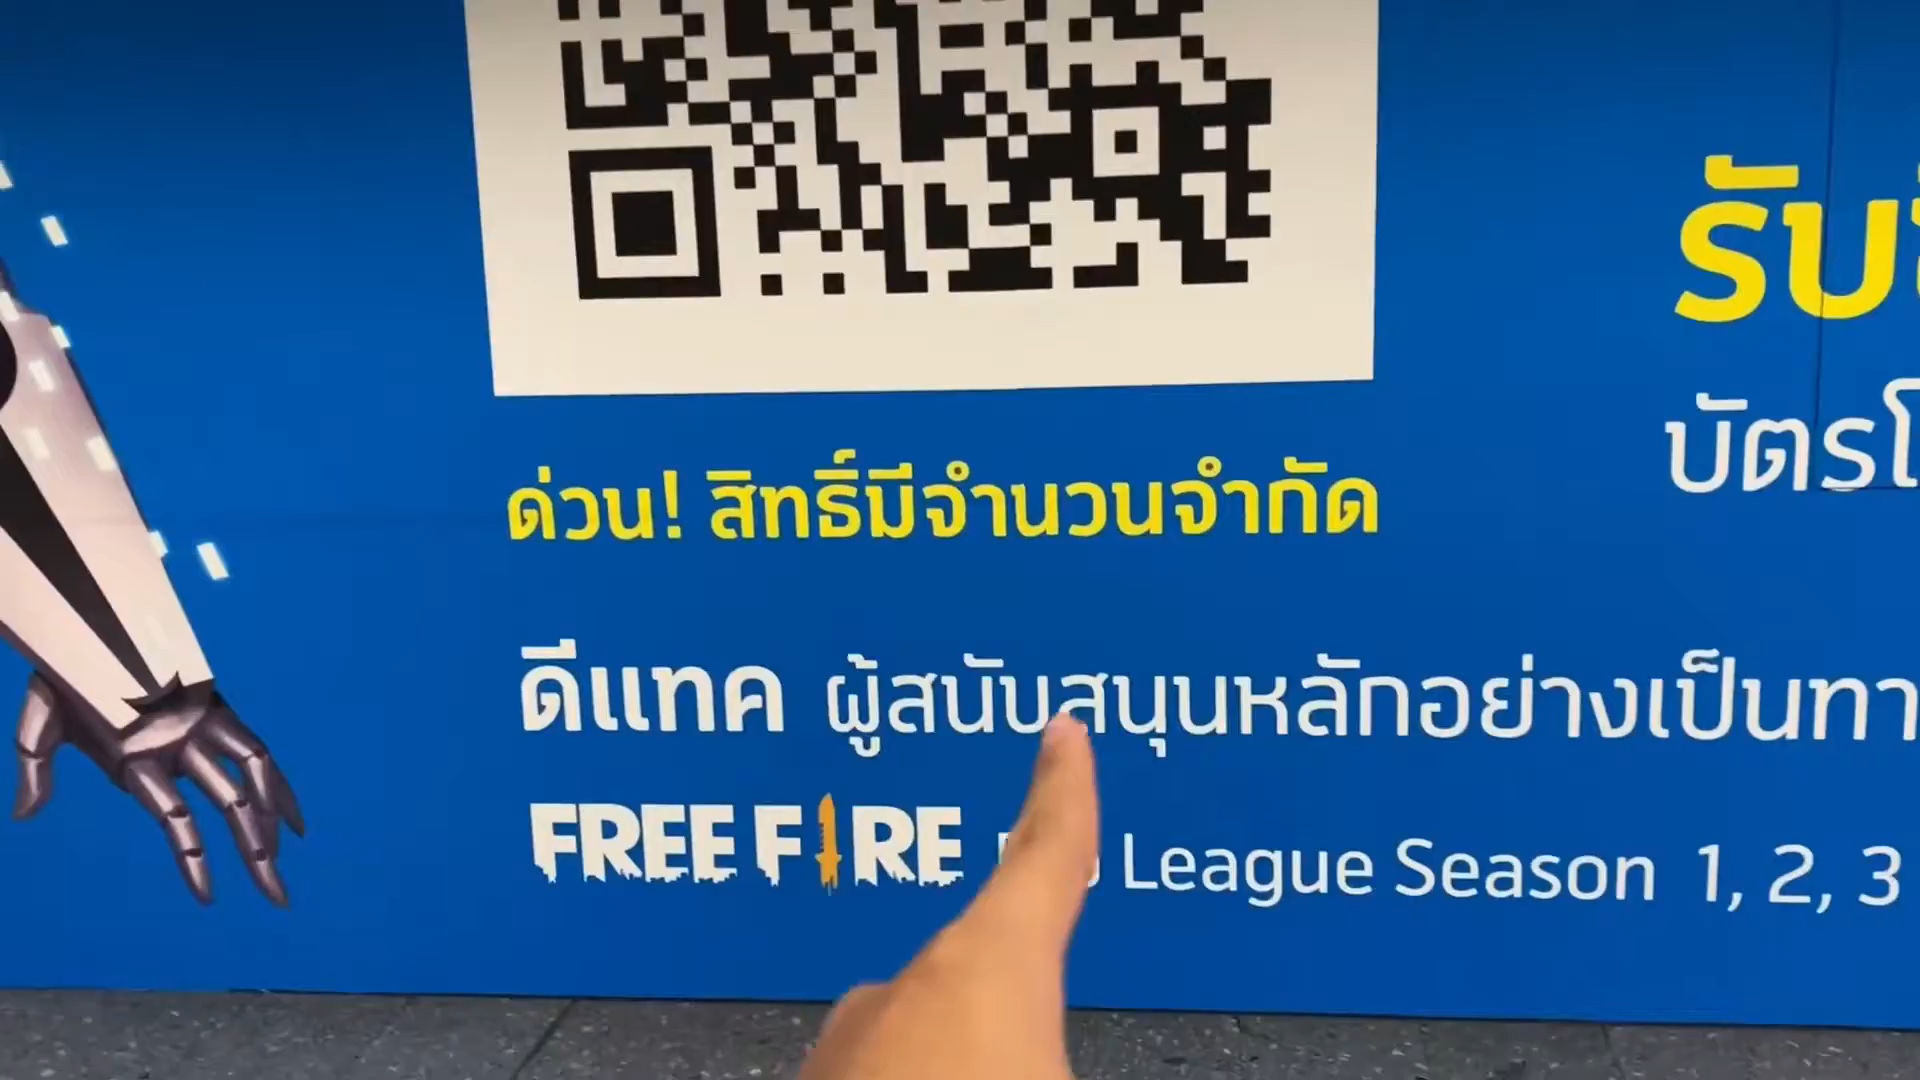 ด่วน! สิทธิ์มีจำนวนจำกัด
ดีแทค ผู้สนับสนุนหลักอย่างเป็นทา
FREE FIRE League Season 1, 2, 3
รับ
บัตร